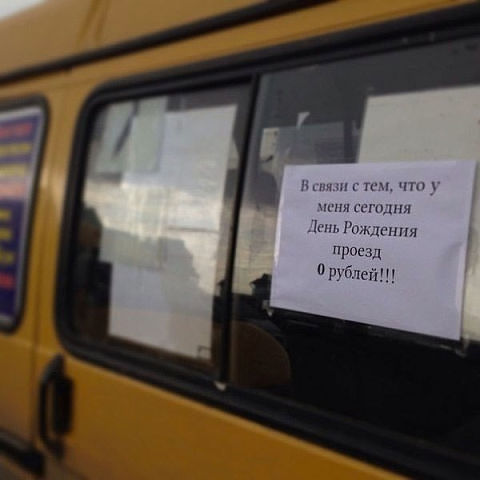 В связи с тем, что у
меня сегодня
День Рождения
проезд
0 рублей!!!